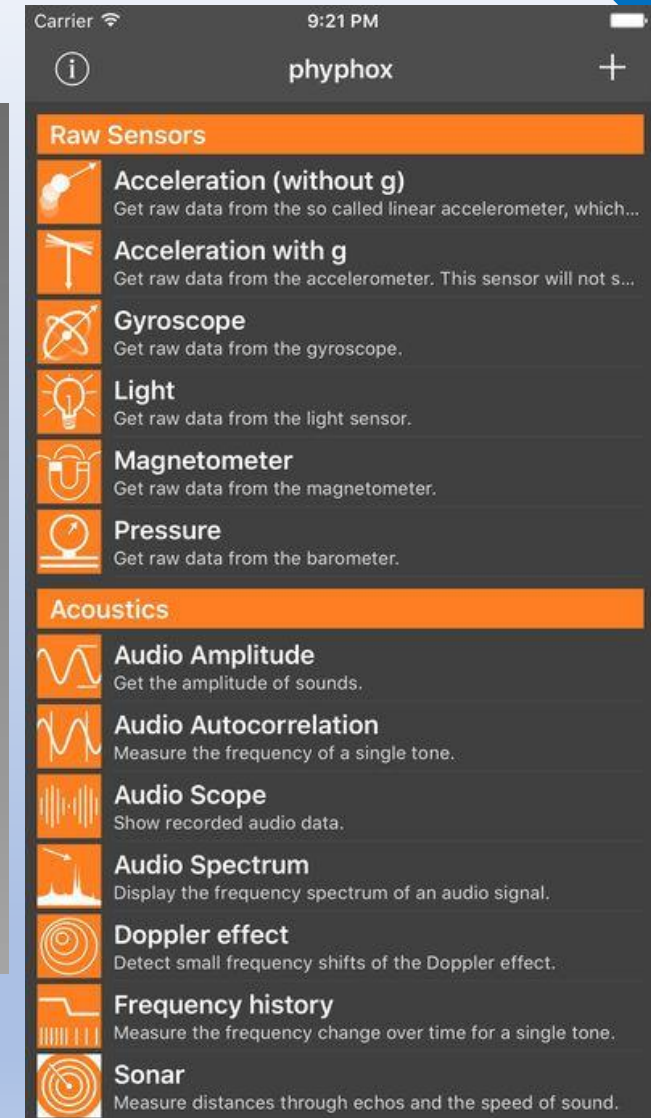 Carrier 9:21 PM
phyphox
Raw Sensors
Acceleration (without g)
Get raw data from the so called linear accelerometer, which...
Acceleration with g
Get raw data from the accelerometer. This sensor will not s...
Gyroscope
Get raw data from the gyroscope.
Light
Get raw data from the light sensor.
Magnetometer
Get raw data from the magnetometer.
Pressure
Get raw data from the barometer.
Acoustics
Audio Amplitude
Get the amplitude of sounds.
Audio Autocorrelation
Measure the frequency of a single tone.
Audio Scope
Show recorded audio data.
Audio Spectrum
Display the frequency spectrum of an audio signal.
Doppler effect
Detect small frequency shifts of the Doppler effect.
Frequency history
Measure the frequency change over time for a single tone.
Sonar
Measure distances through echos and the speed of sound.